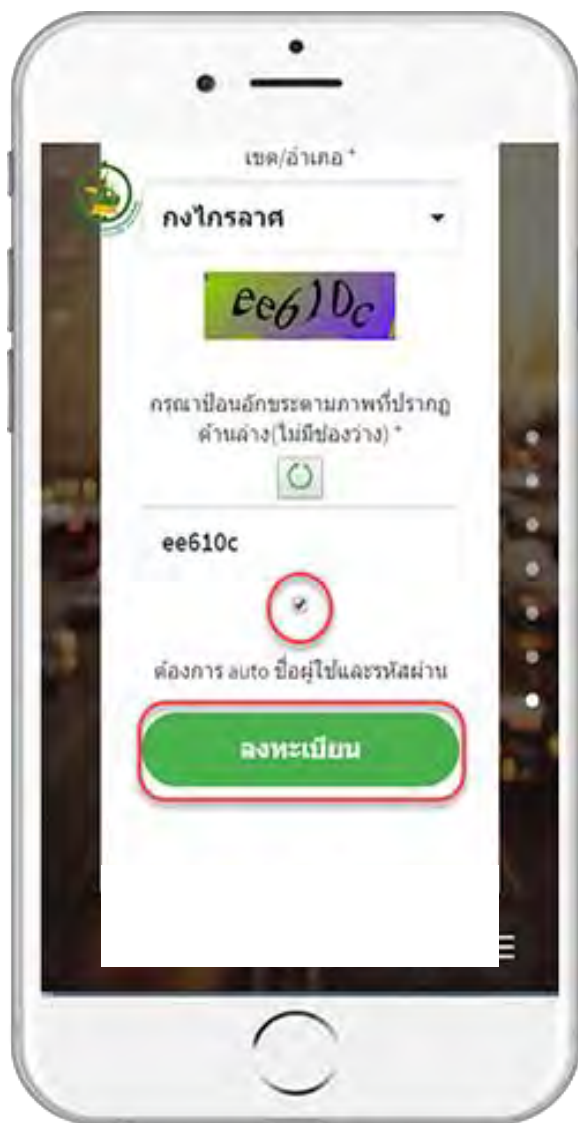 เขต/อำเภอ *
กงไกรลาศ
ee610c
กรุณาป้อนอักขระตามภาพที่ปรากฏ
ด้านล่าง(ไม่มีช่องว่าง) *
ee610c
ต้องการ auto ชื่อผู้ใช้และรหัสผ่าน
ลงทะเบียน